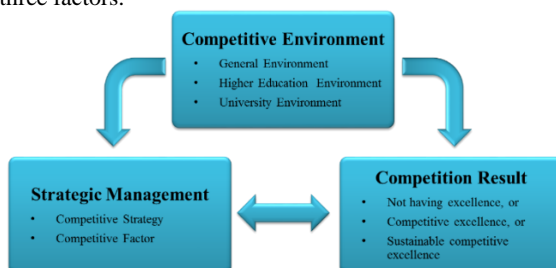 three factors.
Competitive Environment
• General Environment
• Higher Education Environment
• University Environment
Strategic Management
• Competitive Strategy
• Competitive Factor
Competition Result
• Not having excellence, or
• Competitive excellence, or
• Sustainable competitive
excellence